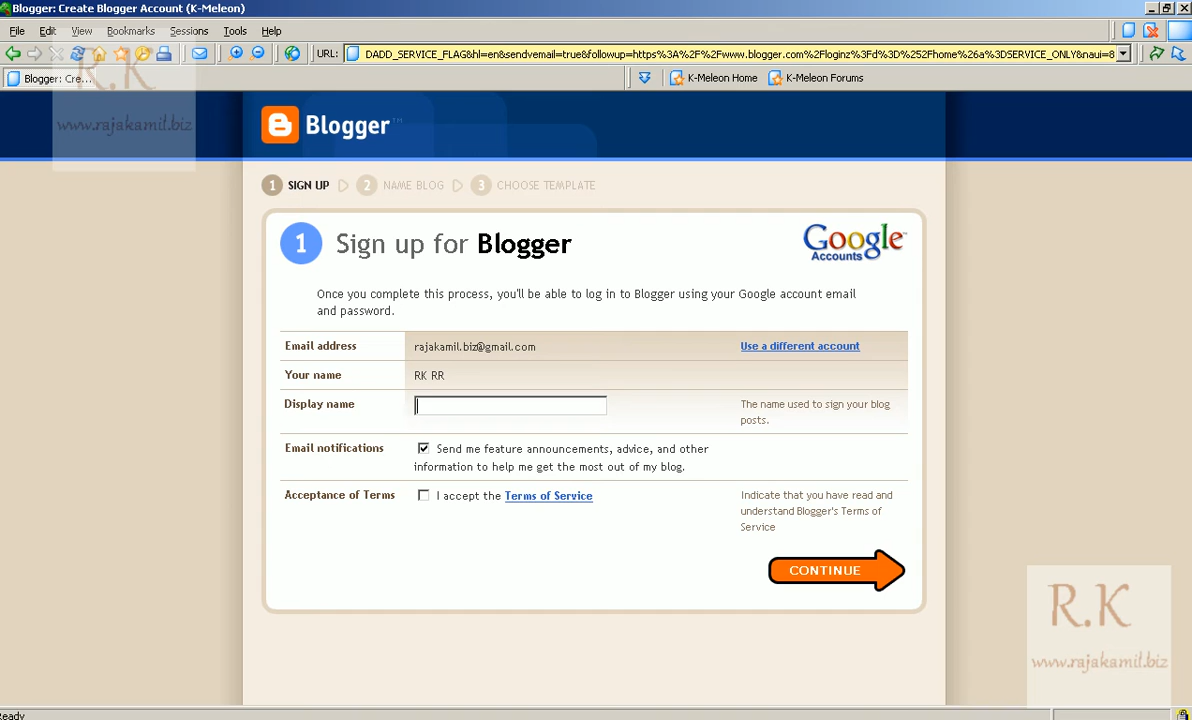 Blogger: Create Blogger Account (K-Meleon)
File Edit View Bookmarks Sessions Tools Help
URL: DADD_SERVICE_FLAG&hl=en&sendvemail=true&followup=https%3A%2F%2Fwww.blogger.com%2Floginz%3Fd%3D%252Fhome%26a%3DSERVICE_ONLY&naui=8
Blogger: Cre... K-Meleon Home K-Meleon Forums
R.K
www.rajakamil.biz
Blogger™
1 SIGN UP 2 NAME BLOG 3 CHOOSE TEMPLATE
1 Sign up for Blogger
Google™
Accounts
Once you complete this process, you'll be able to log in to Blogger using your Google account email
and password.
Email address rajakamil.biz@gmail.com Use a different account
Your name RK RR
Display name The name used to sign your blog
posts.
Email notifications Send me feature announcements, advice, and other
information to help me get the most out of my blog.
Acceptance of Terms I accept the Terms of Service Indicate that you have read and
understand Blogger's Terms of
Service
CONTINUE
R.K
www.rajakamil.biz
Ready